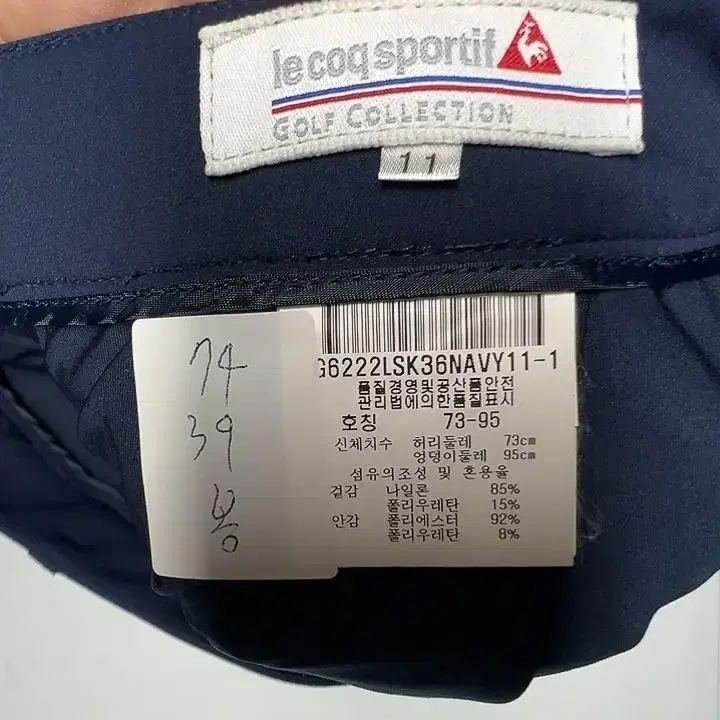 le coq sportif
GOLF COLLECTION
11
74
39
봉
G6222LSK36NAVY11-1
품질경영및공산품안전
관리법에의한품질표시
호칭 73-95
신체치수 허리둘레 73cm
엉덩이둘레 95cm
섬유의조성 및 혼용율
겉감 나일론 85%
폴리우레탄 15%
안감 폴리에스터 92%
폴리우레탄 8%